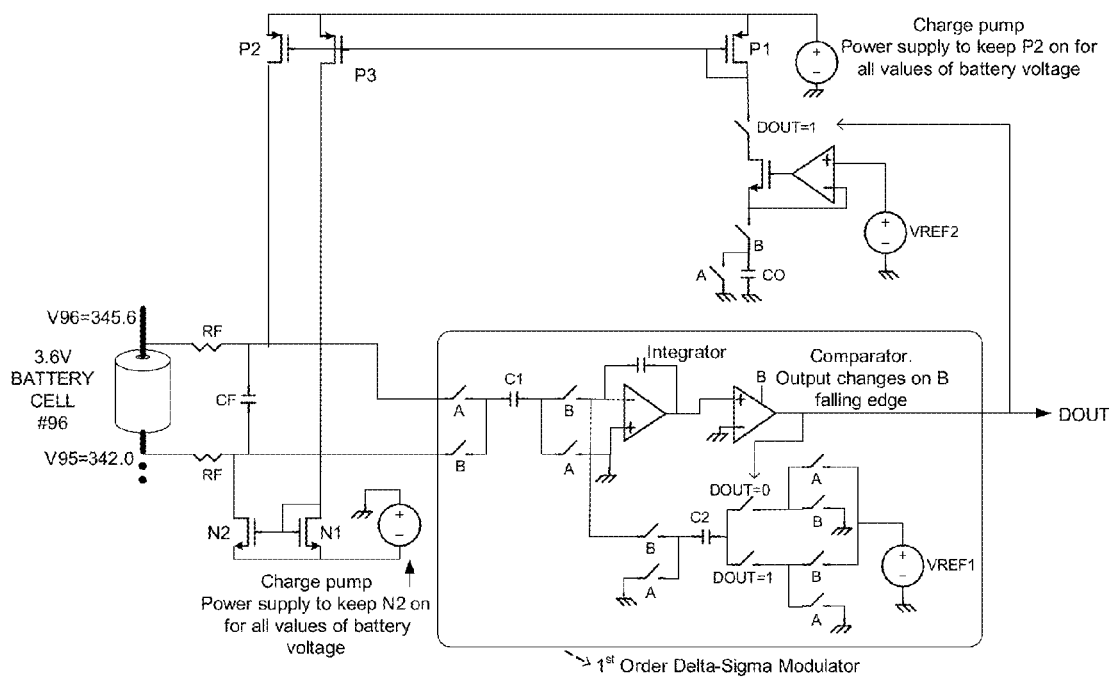 Charge pump
Power supply to keep P2 on for
all values of battery voltage
P2
P3
P1
+
−
DOUT=1
+
−
+
−
VREF2
B
A
CO
V96=345.6
RF
3.6V
BATTERY
CELL
#96
CF
V95=342.0
RF
A
B
C1
B
A
Integrator
-
+
Comparator.
Output changes on B
falling edge
B
+
-
DOUT
DOUT=0
A
B
C2
B
A
DOUT=1
B
A
+
−
VREF1
N2
N1
+
−
Charge pump
Power supply to keep N2 on
for all values of battery
voltage
1st Order Delta-Sigma Modulator